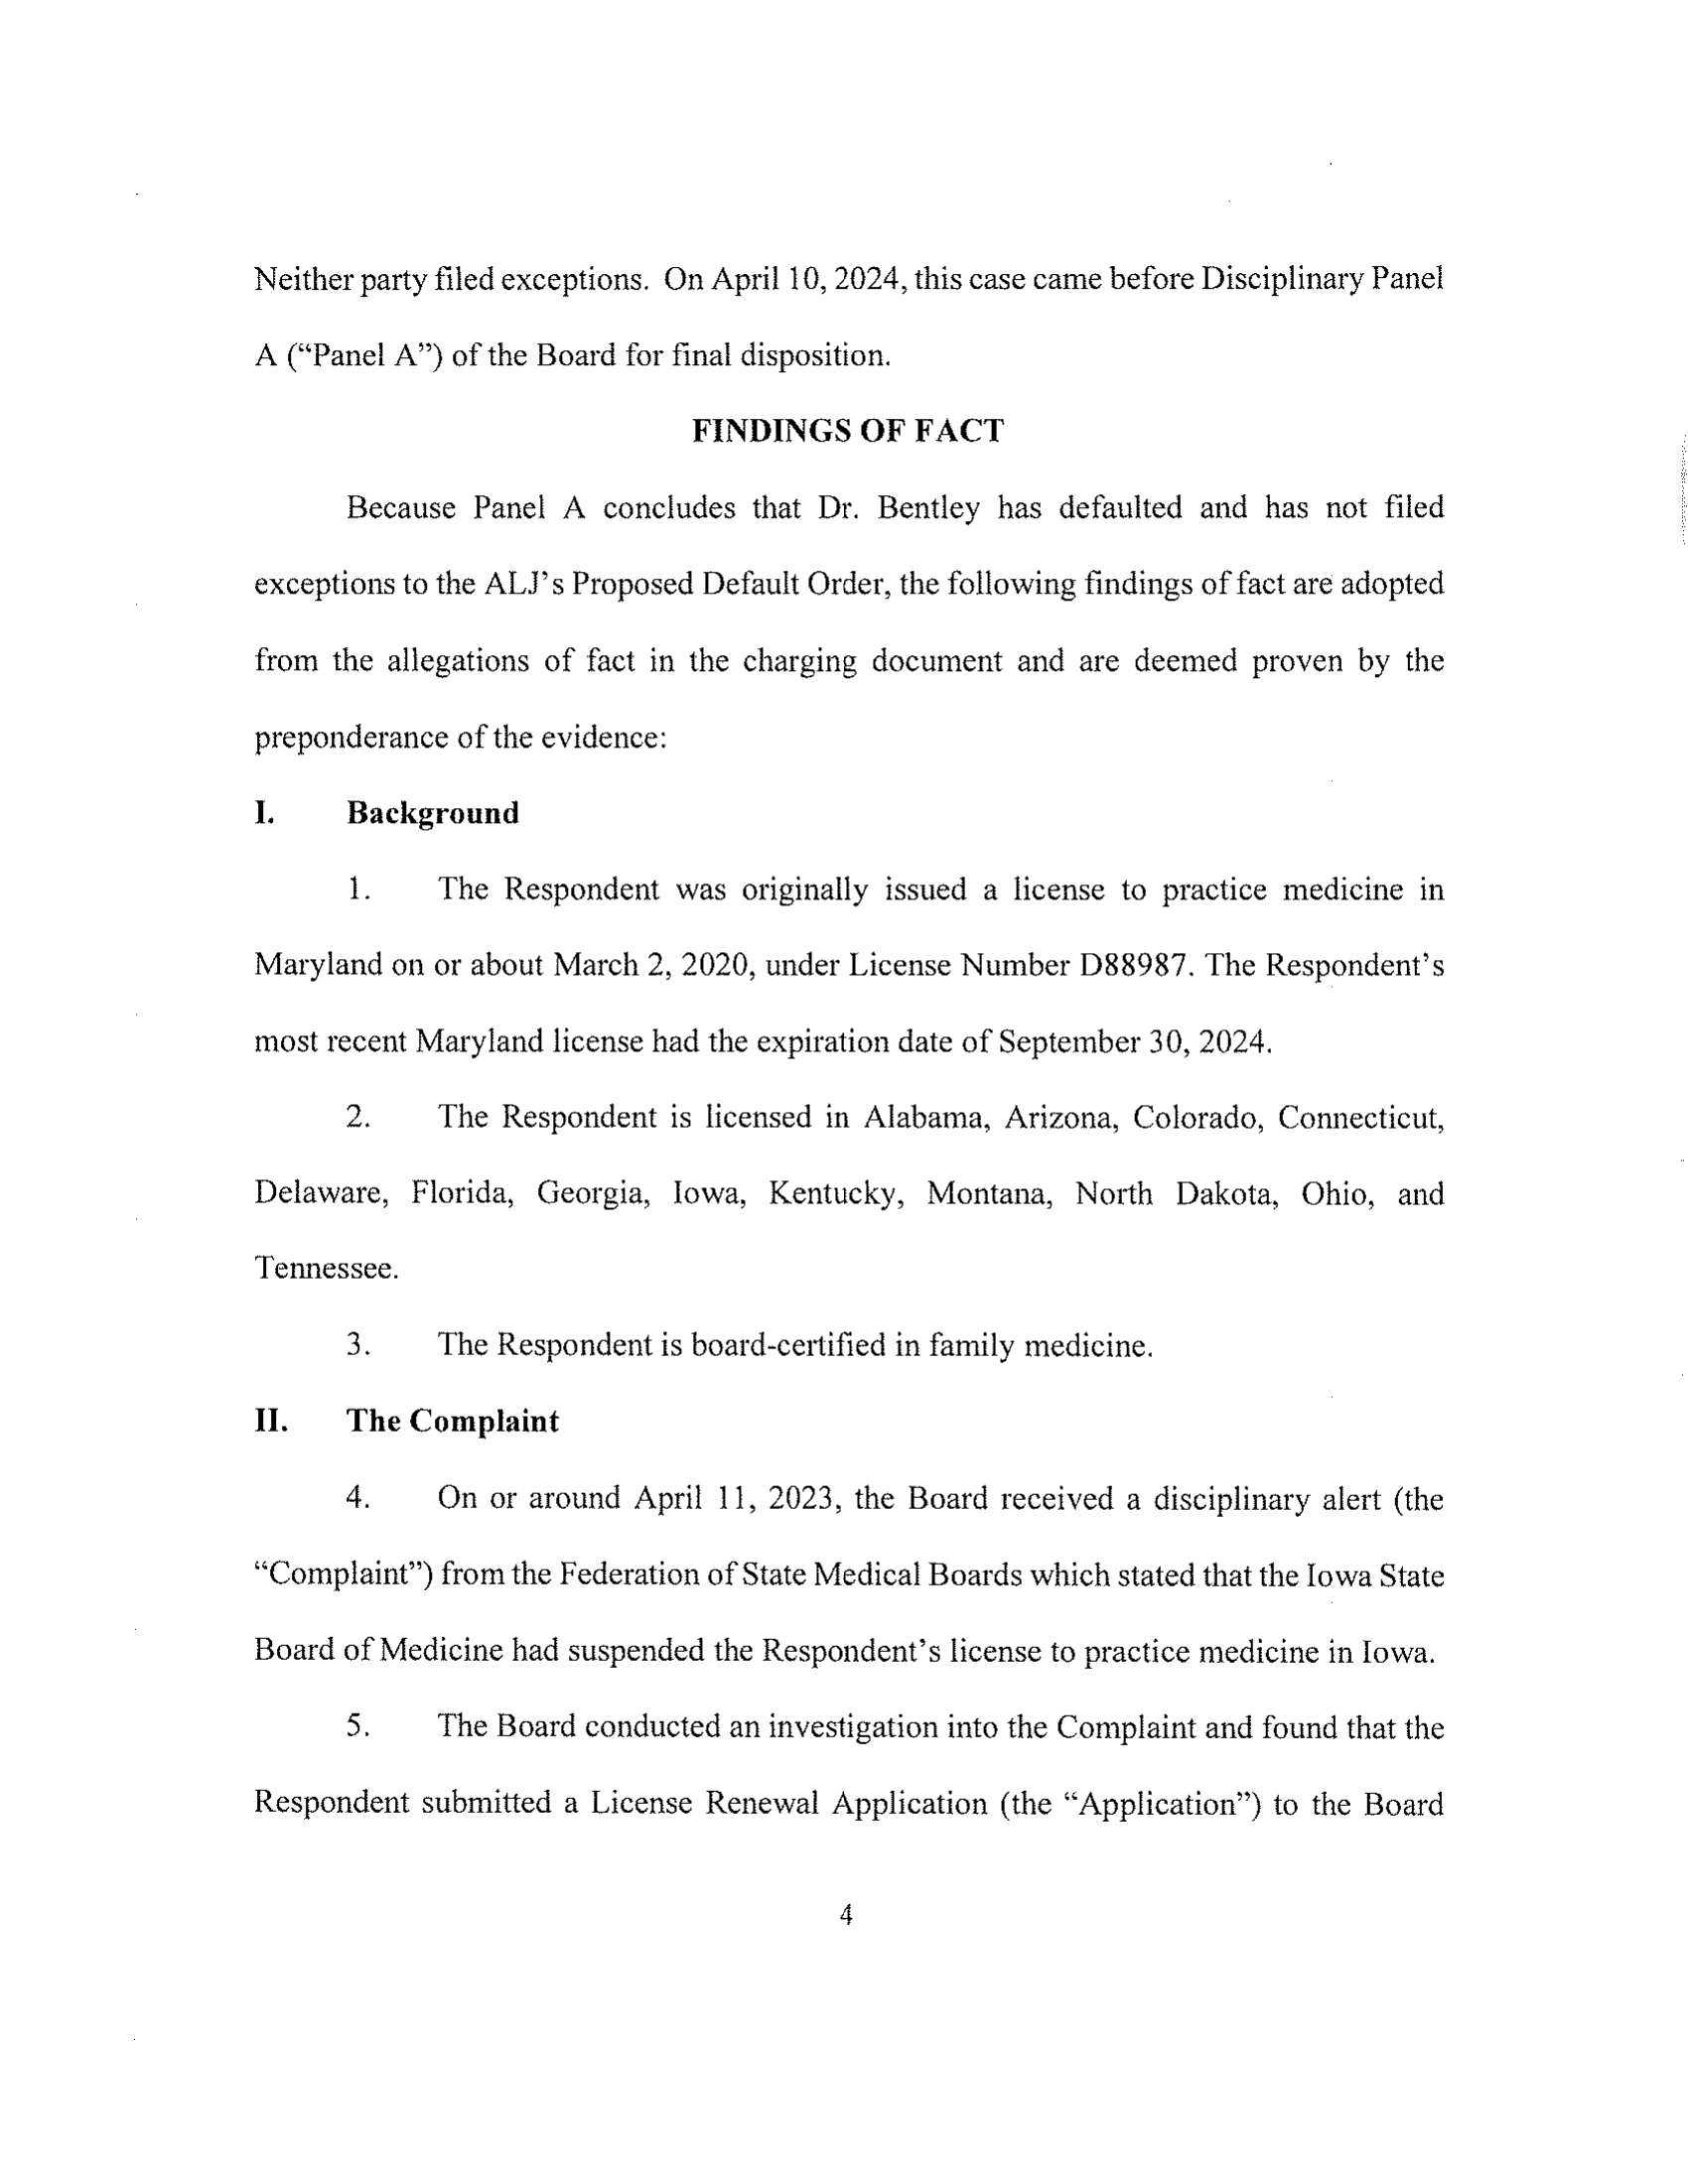 Neither party filed exceptions. On April 10, 2024, this case came before Disciplinary Panel
A (“Panel A”) of the Board for final disposition.
FINDINGS OF FACT
Because Panel A concludes that Dr. Bentley has defaulted and has not filed
exceptions to the ALJ’s Proposed Default Order, the following findings of fact are adopted
from the allegations of fact in the charging document and are deemed proven by the
preponderance of the evidence:
I. Background
1. The Respondent was originally issued a license to practice medicine in
Maryland on or about March 2, 2020, under License Number D88987. The Respondent’s
most recent Maryland license had the expiration date of September 30, 2024.
2. The Respondent is licensed in Alabama, Arizona, Colorado, Connecticut,
Delaware, Florida, Georgia, Iowa, Kentucky, Montana, North Dakota, Ohio, and
Tennessee.
3. The Respondent is board-certified in family medicine.
II. The Complaint
4. On or around April 11, 2023, the Board received a disciplinary alert (the
“Complaint”) from the Federation of State Medical Boards which stated that the Iowa State
Board of Medicine had suspended the Respondent’s license to practice medicine in Iowa.
5. The Board conducted an investigation into the Complaint and found that the
Respondent submitted a License Renewal Application (the “Application”) to the Board
4